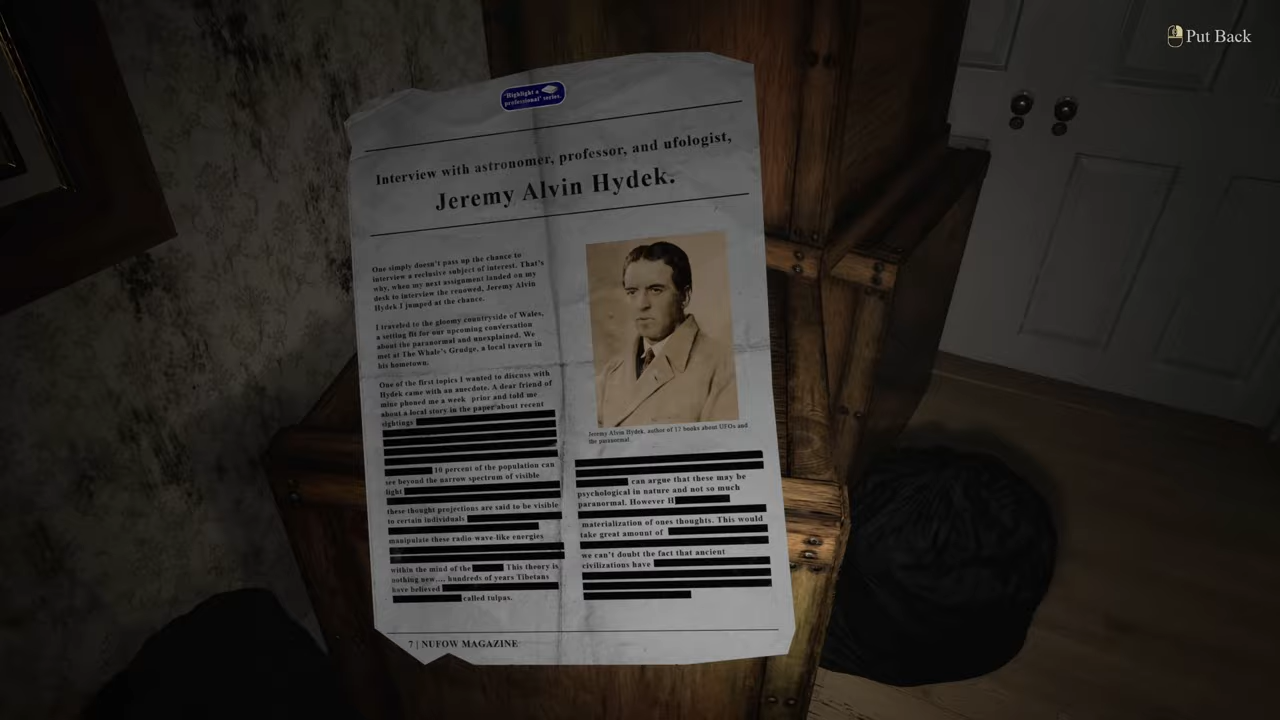 Put Back
"Highlight a
professional" series.
Interview with astronomer, professor, and ufologist,
Jeremy Alvin Hydek.
One simply doesn't pass up the chance to
interview a reclusive subject of interest. That's
why, when my next assignment landed on my
desk to interview the renowed, Jeremy Alvin
Hydek I jumped at the chance.
I traveled to the gloomy countryside of Wales,
a setting fit for our upcoming conversation
about the paranormal and unexplained. We
met at The Whale's Grudge, a local tavern in
his hometown.
One of the first topics I wanted to discuss with
Hydek came with an anecdote. A dear friend of
mine phoned me a week prior and told me
about a local story in the paper about recent
sightings
10 percent of the population can
see beyond the narrow spectrum of visible
light
these thought projections are said to be visible
to certain individuals
manipulate these radio wave-like energies
within the mind of the This theory is
nothing new.... hundreds of years Tibetans
have believed
called tulpas.
Jeremy Alvin Hydek, author of 12 books about UFOs and
the paranormal.
can argue that these may be
psychological in nature and not so much
paranormal. However H
materialization of ones thoughts. This would
take great amount of
we can't doubt the fact that ancient
civilizations have
7 | NUFOW MAGAZINE